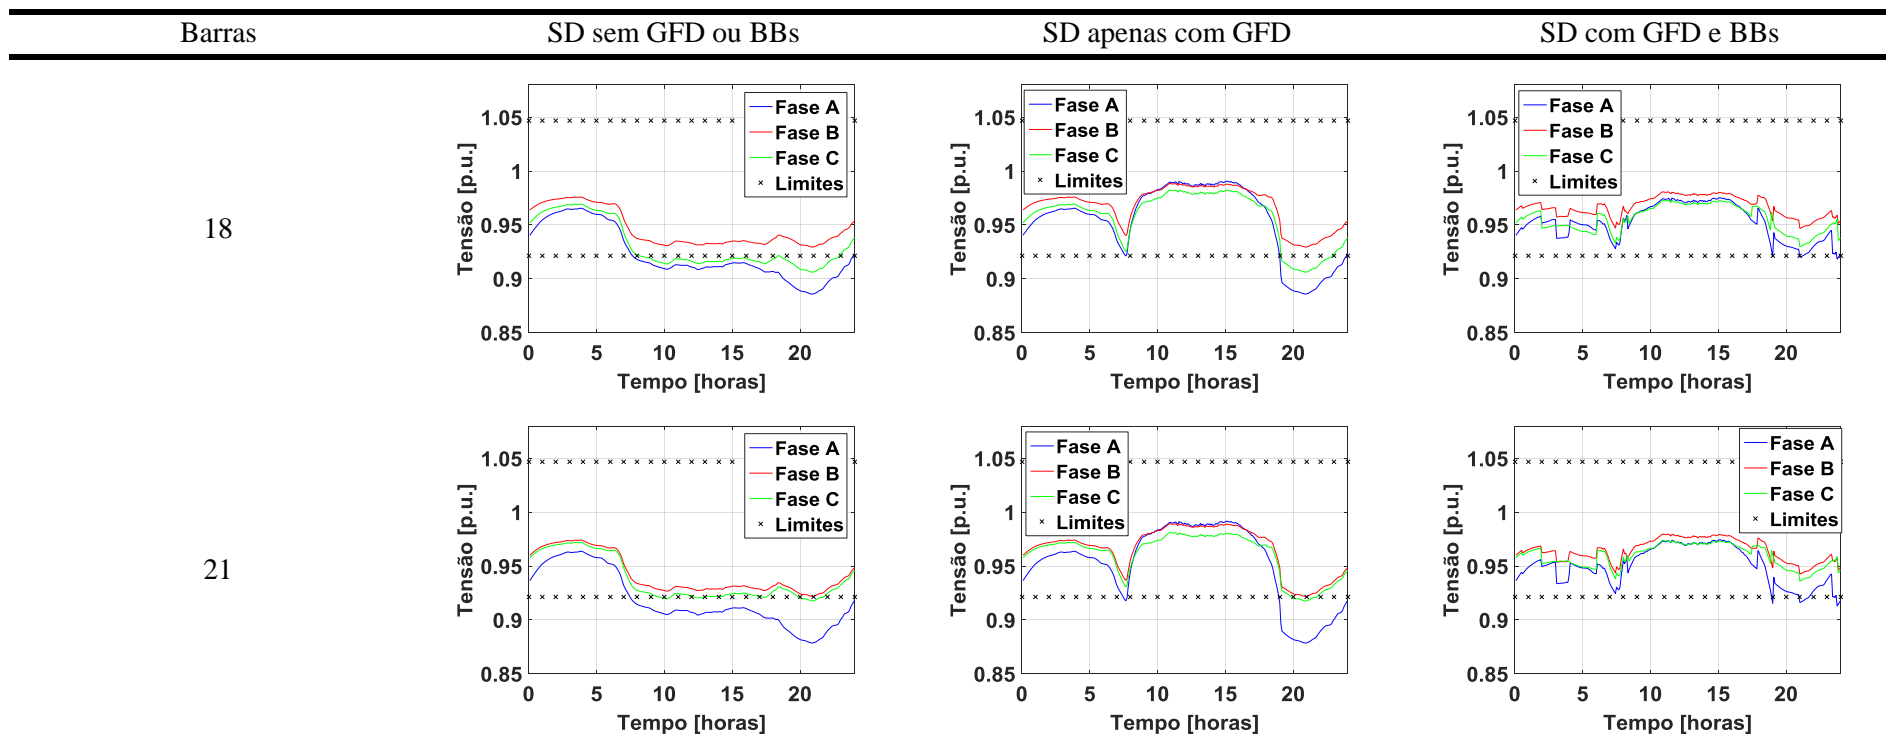 Barras SD sem GFD ou BBs SD apenas com GFD SD com GFD e BBs
18
Tensão [p.u.]
1.05
1
0.95
0.9
0.85
0 5 10 15 20
Tempo [horas]
Fase A
Fase B
Fase C
Limites
Tensão [p.u.]
1.05
1
0.95
0.9
0.85
0 5 10 15 20
Tempo [horas]
Fase A
Fase B
Fase C
Limites
Tensão [p.u.]
1.05
1
0.95
0.9
0.85
0 5 10 15 20
Tempo [horas]
Fase A
Fase B
Fase C
Limites
21
Tensão [p.u.]
1.05
1
0.95
0.9
0.85
0 5 10 15 20
Tempo [horas]
Fase A
Fase B
Fase C
Limites
Tensão [p.u.]
1.05
1
0.95
0.9
0.85
0 5 10 15 20
Tempo [horas]
Fase A
Fase B
Fase C
Limites
Tensão [p.u.]
1.05
1
0.95
0.9
0.85
0 5 10 15 20
Tempo [horas]
Fase A
Fase B
Fase C
Limites